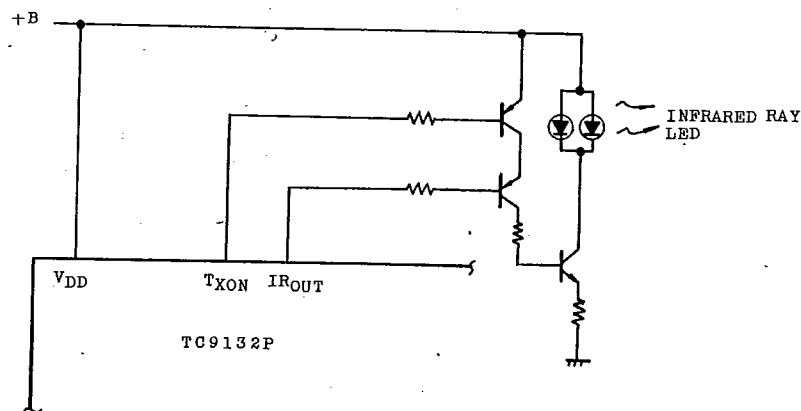 +B
INFRARED RAY
LED
VDD
TXON
IROUT
TC9132P